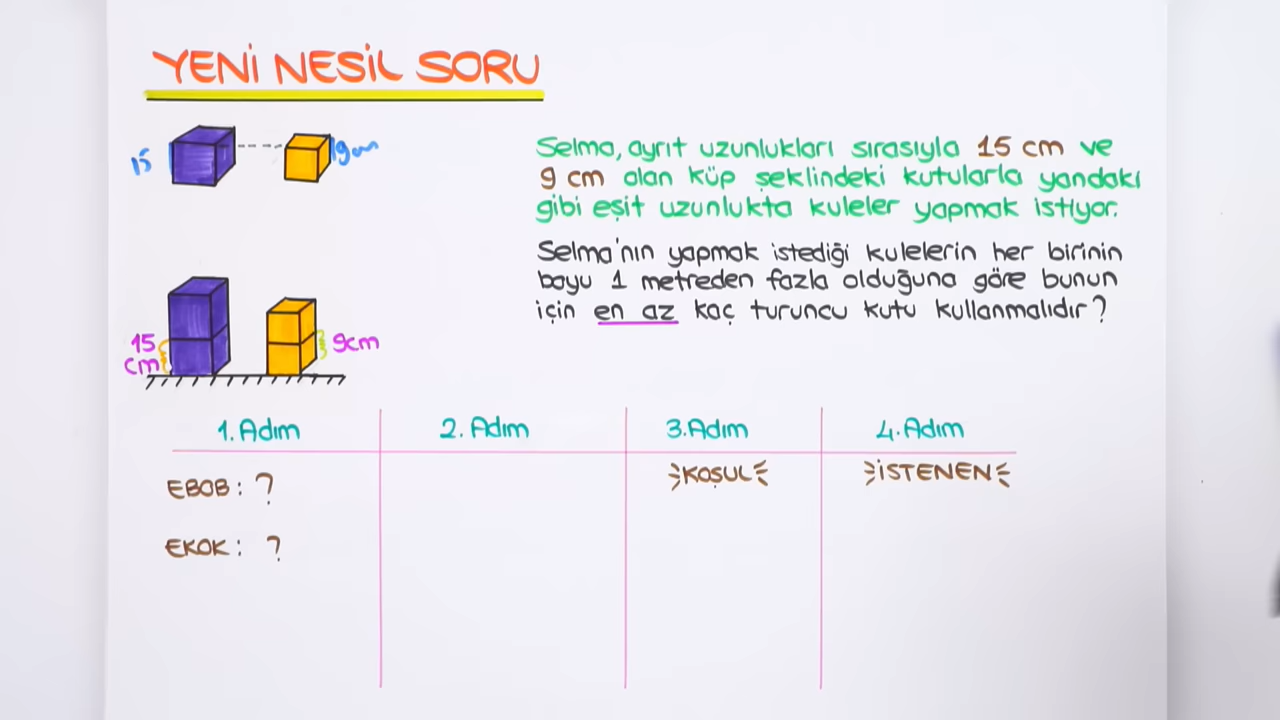 YENİ NESİL SORU
15
9cm
Selma, ayrıt uzunlukları sırasıyla 15 cm ve
9 cm olan küp şeklindeki kutularla yandaki
gibi eşit uzunlukta kuleler yapmak istiyor.
Selma'nın yapmak istediği kulelerin her birinin
boyu 1 metreden fazla olduğuna göre bunun
için en az kaç turuncu kutu kullanmalıdır?
15
cm
9cm
1. Adım
2. Adım
3. Adım
4. Adım
EBOB: ?
KOŞUL
İSTENEN
EKOK: ?